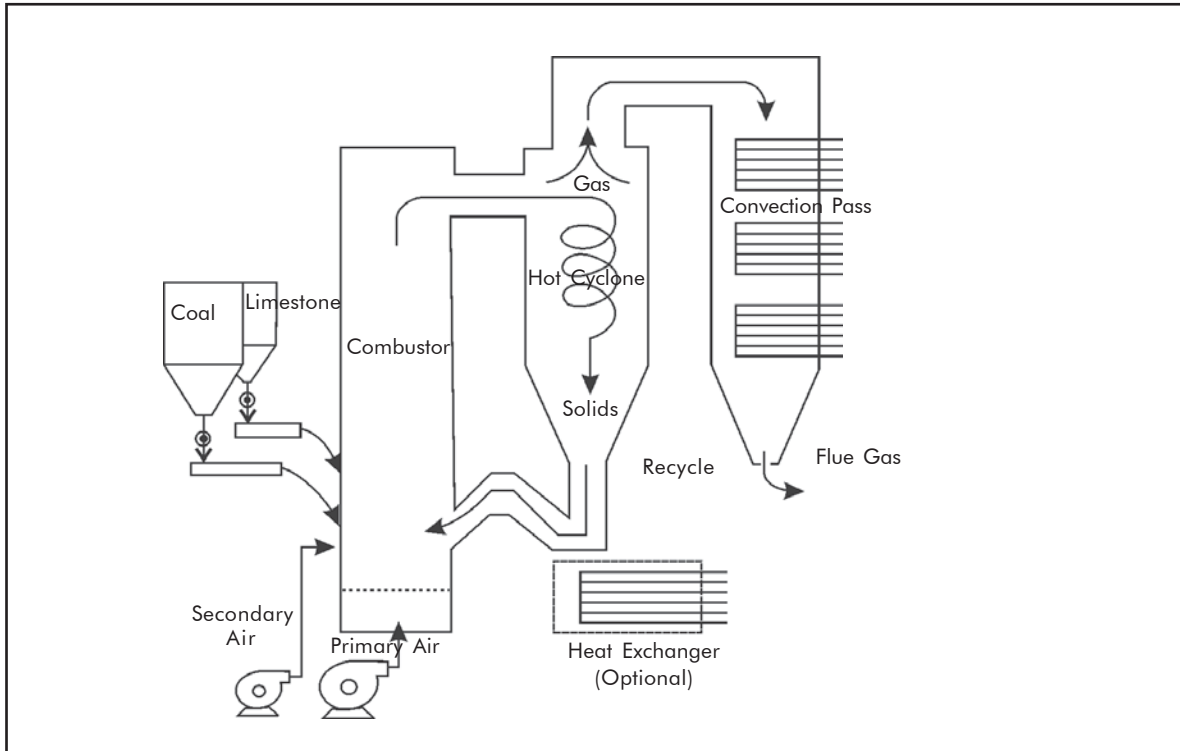 Gas
Convection Pass
Hot Cyclone
Limestone
Coal
Combustor
Solids
Recycle
Flue Gas
Secondary
Air
Primary Air
Heat Exchanger
(Optional)